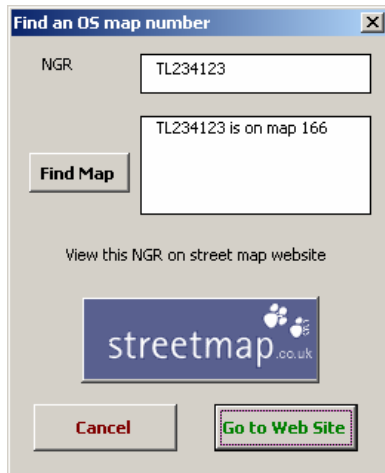 Find an OS map number
NGR
TL234123
TL234123 is on map 166
Find Map
View this NGR on street map website
streetmap.co.uk
Cancel
Go to Web Site